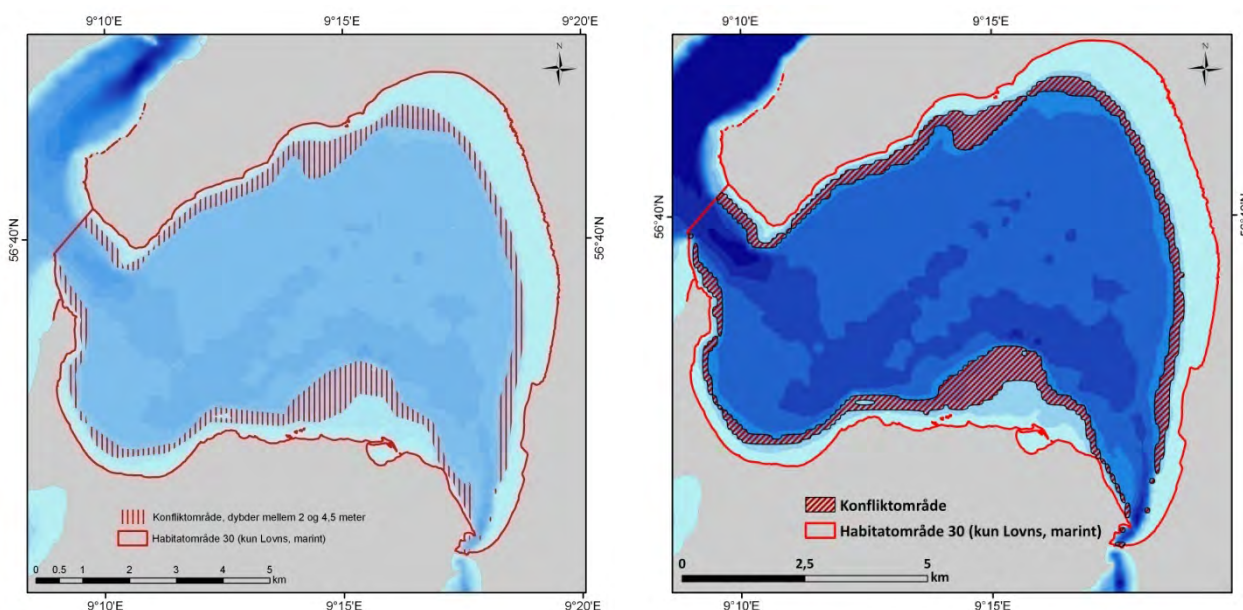 9°10'E 9°15'E 9°20'E
N
56°40'N
56°40'N
Konfliktområde, dybder mellem 2 og 4,5 meter
Habitatområde 30 (kun Lovns, marint)
0 0.5 1 2 3 4 5
km
9°10'E 9°15'E 9°20'E
9°10'E 9°15'E
N
56°40'N
56°40'N
Konfliktområde
Habitatområde 30 (kun Lovns, marint)
0 2,5 5
km
9°10'E 9°15'E